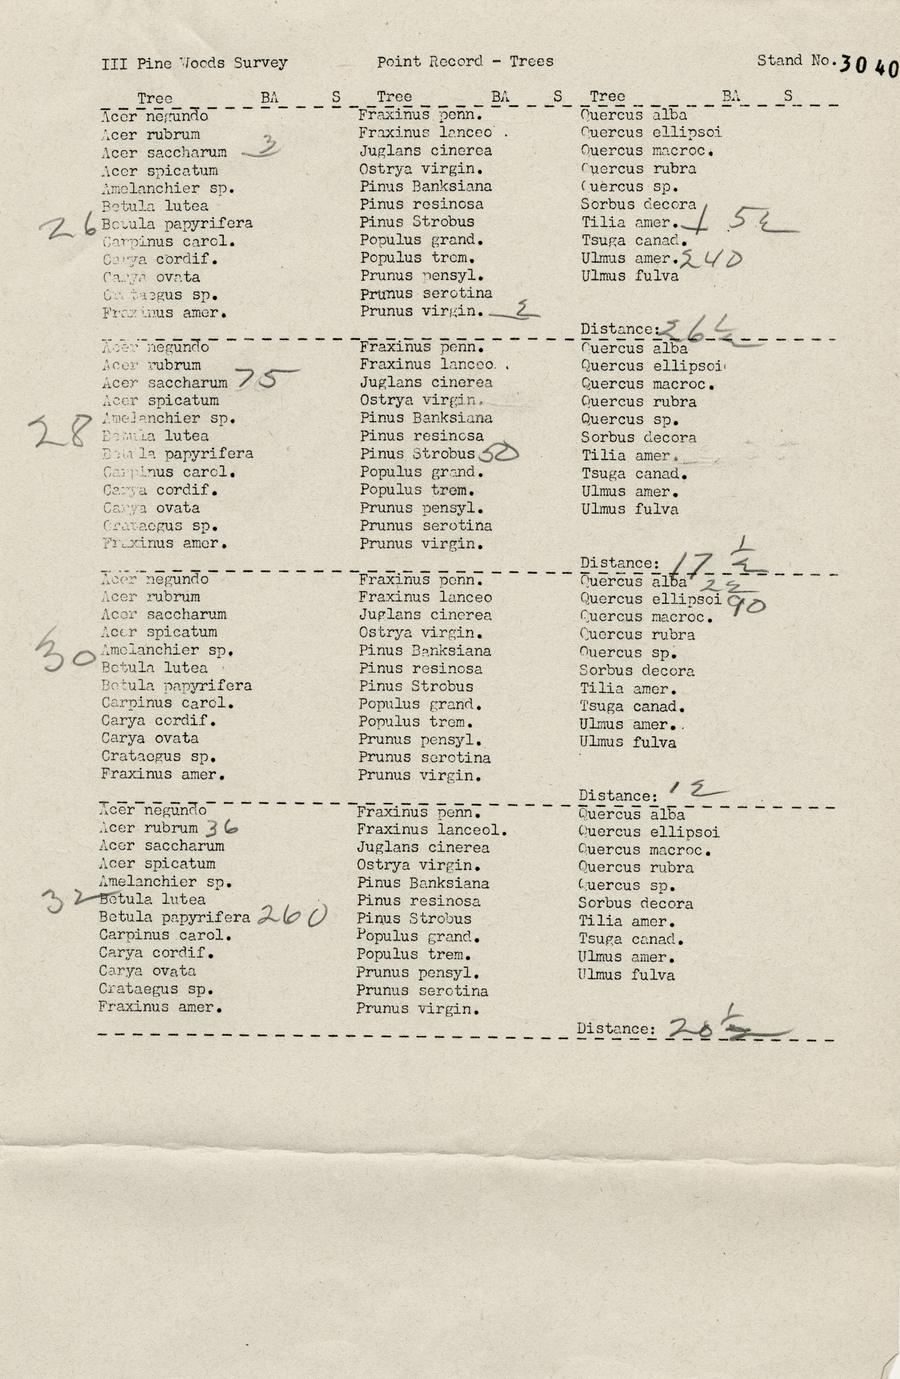 III Pine Woods Survey Point Record - Trees Stand No. 3040
Tree BA S Tree BA S Tree BA S
Acer negundo Fraxinus penn. Quercus alba
Acer rubrum Fraxinus lanceo . Quercus ellipsoi
Acer saccharum 3 Juglans cinerea Quercus macroc.
Acer spicatum Ostrya virgin. Quercus rubra
Amelanchier sp. Pinus Banksiana Quercus sp.
Betula lutea Pinus resinosa Sorbus decora
26 Betula papyrifera Pinus Strobus Tilia amer. 1 52
Carpinus carol. Populus grand. Tsuga canad.
Carya cordif. Populus trem. Ulmus amer. 240
Carya ovata Prunus pensyl. Ulmus fulva
Crataegus sp. Prunus serotina
Fraxinus amer. Prunus virgin. 2
Distance: 26 1/2
Acer negundo Fraxinus penn. Quercus alba
Acer rubrum Fraxinus lanceo. . Quercus ellipsoi
Acer saccharum 75 Juglans cinerea Quercus macroc.
Acer spicatum Ostrya virgin. Quercus rubra
28 Amelanchier sp. Pinus Banksiana Quercus sp.
Betula lutea Pinus resinosa Sorbus decora
Betula papyrifera Pinus Strobus 50 Tilia amer.
Carpinus carol. Populus grand. Tsuga canad.
Carya cordif. Populus trem. Ulmus amer.
Carya ovata Prunus pensyl. Ulmus fulva
Crataegus sp. Prunus serotina
Fraxinus amer. Prunus virgin.
Distance: 17 1/2
Acer negundo Fraxinus penn. Quercus alba 22
Acer rubrum Fraxinus lanceo Quercus ellipsoi 90
Acer saccharum Juglans cinerea Quercus macroc.
Acer spicatum Ostrya virgin. Quercus rubra
30 Amelanchier sp. Pinus Banksiana Quercus sp.
Betula lutea Pinus resinosa Sorbus decora
Betula papyrifera Pinus Strobus Tilia amer.
Carpinus carol. Populus grand. Tsuga canad.
Carya cordif. Populus trem. Ulmus amer. .
Carya ovata Prunus pensyl. Ulmus fulva
Crataegus sp. Prunus serotina
Fraxinus amer. Prunus virgin.
Distance: 12
Acer negundo Fraxinus penn. Quercus alba
Acer rubrum 36 Fraxinus lanceol. Quercus ellipsoi
Acer saccharum Juglans cinerea Quercus macroc.
Acer spicatum Ostrya virgin. Quercus rubra
Amelanchier sp. Pinus Banksiana Quercus sp.
32 Betula lutea Pinus resinosa Sorbus decora
Betula papyrifera 260 Pinus Strobus Tilia amer.
Carpinus carol. Populus grand. Tsuga canad.
Carya cordif. Populus trem. Ulmus amer.
Carya ovata Prunus pensyl. Ulmus fulva
Crataegus sp. Prunus serotina
Fraxinus amer. Prunus virgin.
Distance: 20 1/2